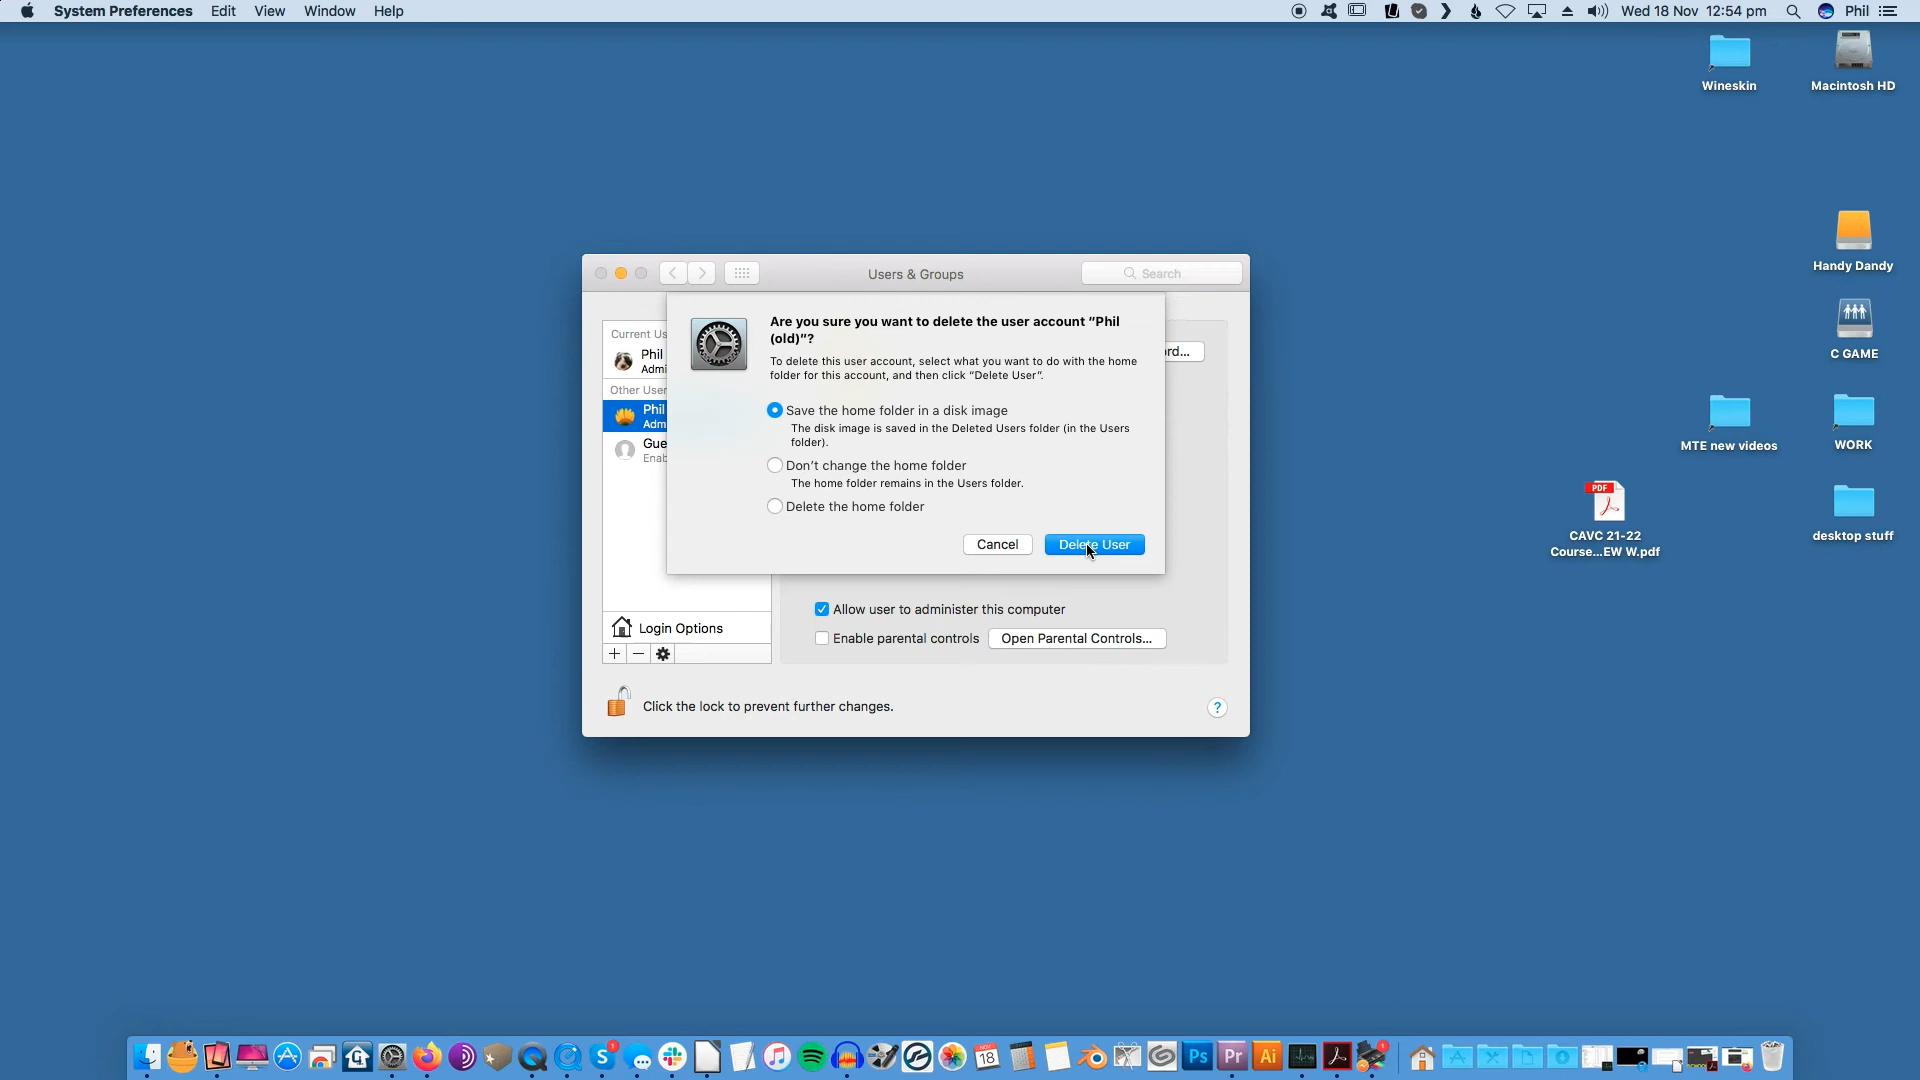 System Preferences Edit View Window Help
Wed 18 Nov 12:54 pm Phil
Wineskin
Macintosh HD
Handy Dandy
C GAME
MTE new videos
WORK
PDF
CAVC 21-22
Course...EW W.pdf
desktop stuff
Users & Groups
Search
Current Us
Phil
Admi
Other User
Phil
Adm
Gue
Enab
Login Options
Are you sure you want to delete the user account “Phil
(old)”?
To delete this user account, select what you want to do with the home
folder for this account, and then click “Delete User”.
Save the home folder in a disk image
The disk image is saved in the Deleted Users folder (in the Users
folder).
Don’t change the home folder
The home folder remains in the Users folder.
Delete the home folder
Cancel Delete User
rd...
Allow user to administer this computer
Enable parental controls Open Parental Controls...
Click the lock to prevent further changes.
?
NOV
18
S
Ps
Pr
Ai